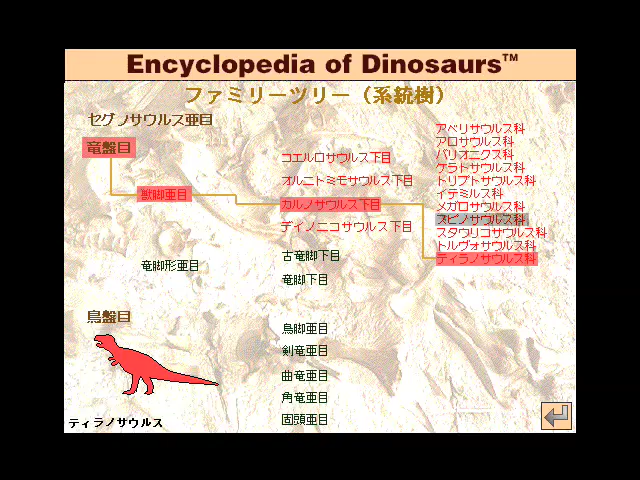 Encyclopedia of Dinosaurs™
ファミリーツリー（系統樹）
セグノサウルス亜目
竜盤目
獣脚亜目
竜脚形亜目
コエルロサウルス下目
オルニトミモサウルス下目
カルノサウルス下目
デイノニコサウルス下目
古竜脚下目
竜脚下目
アベリサウルス科
アロサウルス科
バリオニクス科
ケラトサウルス科
ドリプトサウルス科
イテミルス科
メガロサウルス科
スピノサウルス科
スタウリコサウルス科
トルヴォサウルス科
ティラノサウルス科
鳥盤目
鳥脚亜目
剣竜亜目
曲竜亜目
角竜亜目
固頭亜目
ティラノサウルス